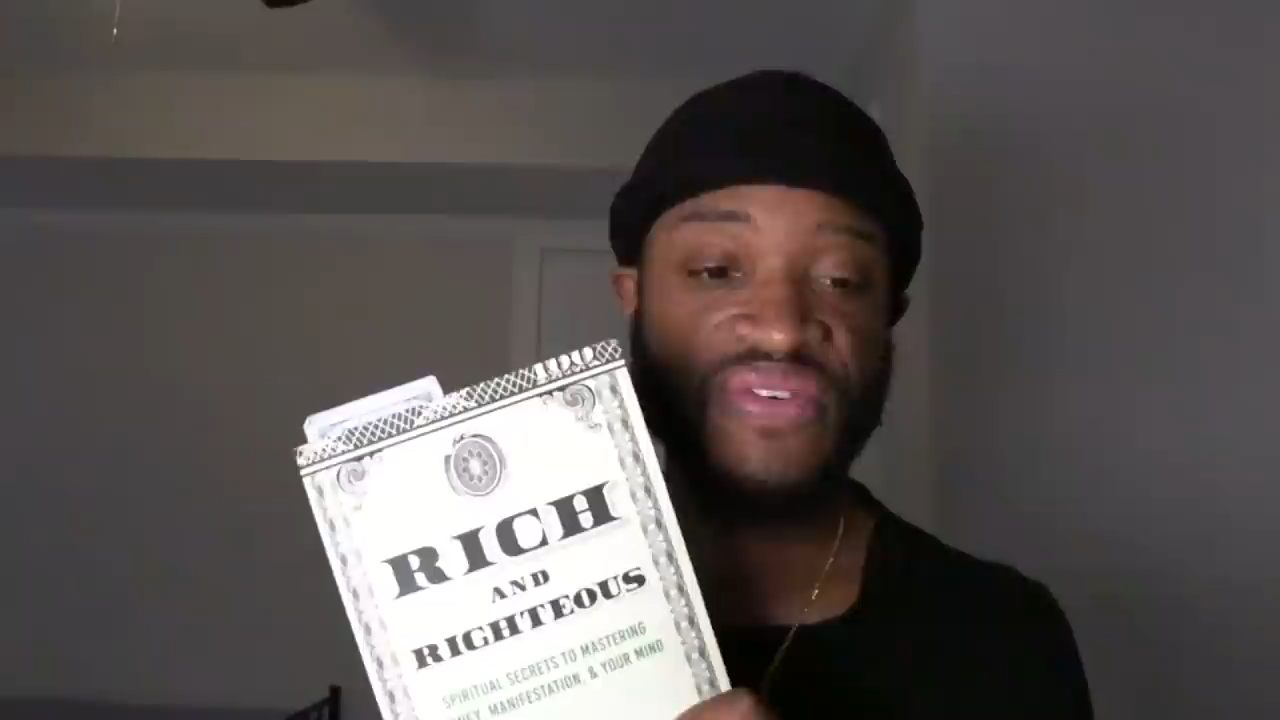 RICH
AND
RIGHTEOUS
SPIRITUAL SECRETS TO MASTERING
MANIFESTATION, & YOUR MIND